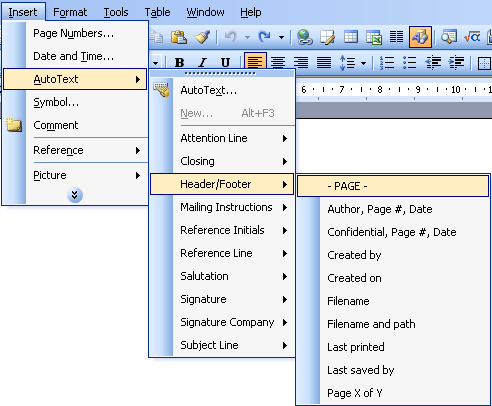 Insert Format Tools Table Window Help
Page Numbers...
Date and Time...
AutoText
Symbol...
Comment
Reference
Picture
B I U
AutoText...
New... Alt+F3
Attention Line
Closing
Header/Footer
Mailing Instructions
Reference Initials
Reference Line
Salutation
Signature
Signature Company
Subject Line
6 7 8 9 10 11
- PAGE -
Author, Page #, Date
Confidential, Page #, Date
Created by
Created on
Filename
Filename and path
Last printed
Last saved by
Page X of Y